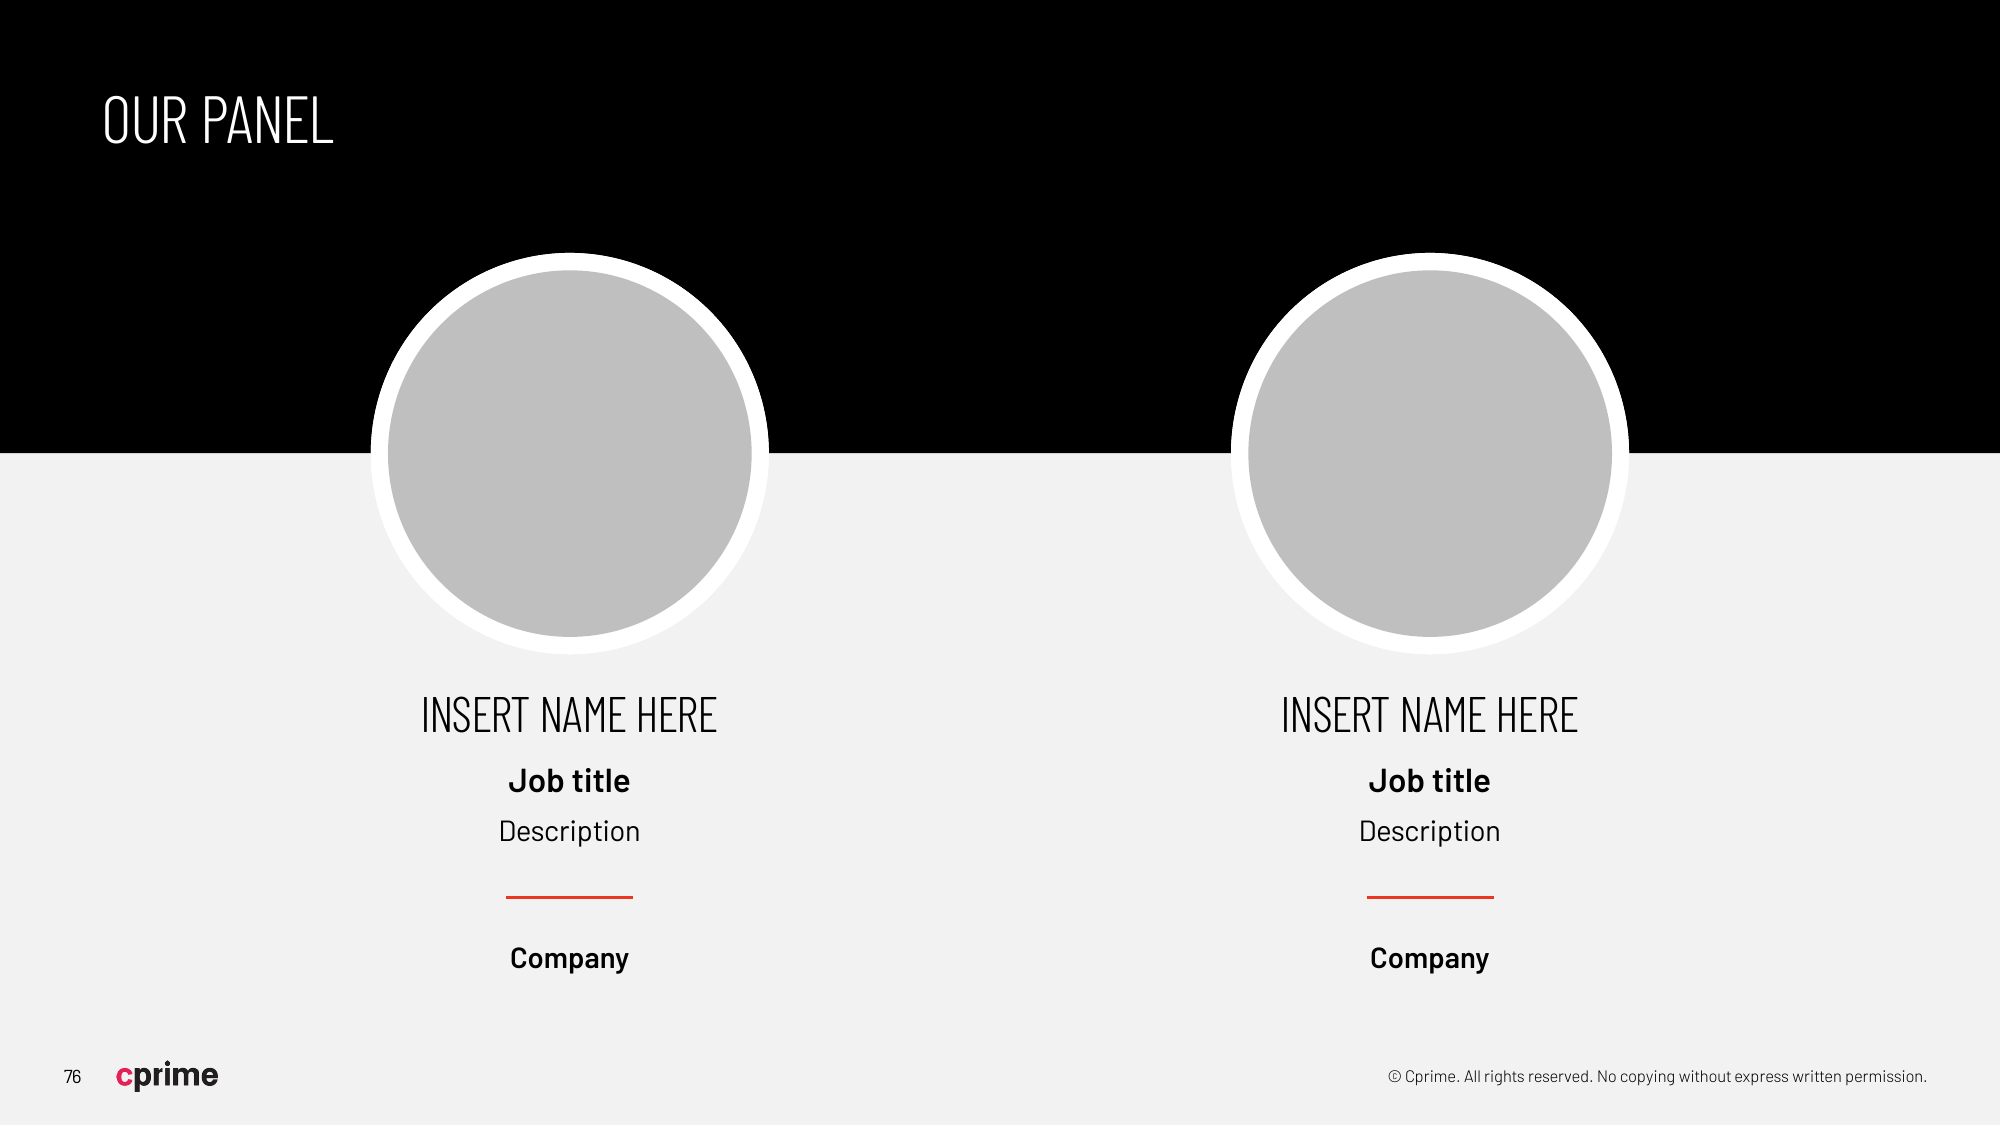 OUR PANEL
INSERT NAME HERE
Job title
Description
Company
INSERT NAME HERE
Job title
Description
Company
76
cprime
© Cprime. All rights reserved. No copying without express written permission.